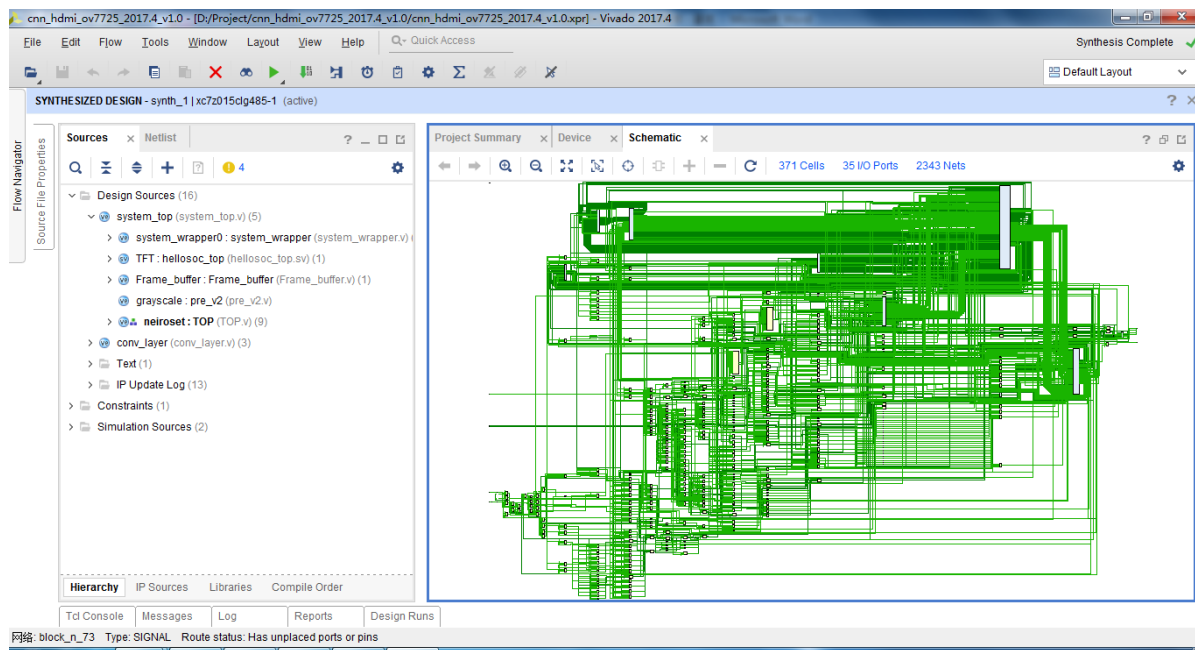 cnn_hdmi_ov7725_2017.4_v1.0 - [D:/Project/cnn_hdmi_ov7725_2017.4_v1.0/cnn_hdmi_ov7725_2017.4_v1.0.xpr] - Vivado 2017.4
File Edit Flow Tools Window Layout View Help Quick Access Synthesis Complete
Default Layout
SYNTHESIZED DESIGN - synth_1 | xc7z015clg485-1 (active)
Flow Navigator
Source File Properties
Sources Netlist
4
Design Sources (16)
system_top (system_top.v) (5)
system_wrapper0 : system_wrapper (system_wrapper.v) (
TFT : hellosoc_top (hellosoc_top.sv) (1)
Frame_buffer : Frame_buffer (Frame_buffer.v) (1)
grayscale : pre_v2 (pre_v2.v)
neiroset : TOP (TOP.v) (9)
conv_layer (conv_layer.v) (3)
Text (1)
IP Update Log (13)
Constraints (1)
Simulation Sources (2)
Hierarchy IP Sources Libraries Compile Order
Project Summary Device Schematic
371 Cells 35 I/O Ports 2343 Nets
Tcl Console Messages Log Reports Design Runs
网络: block_n_73 Type: SIGNAL Route status: Has unplaced ports or pins